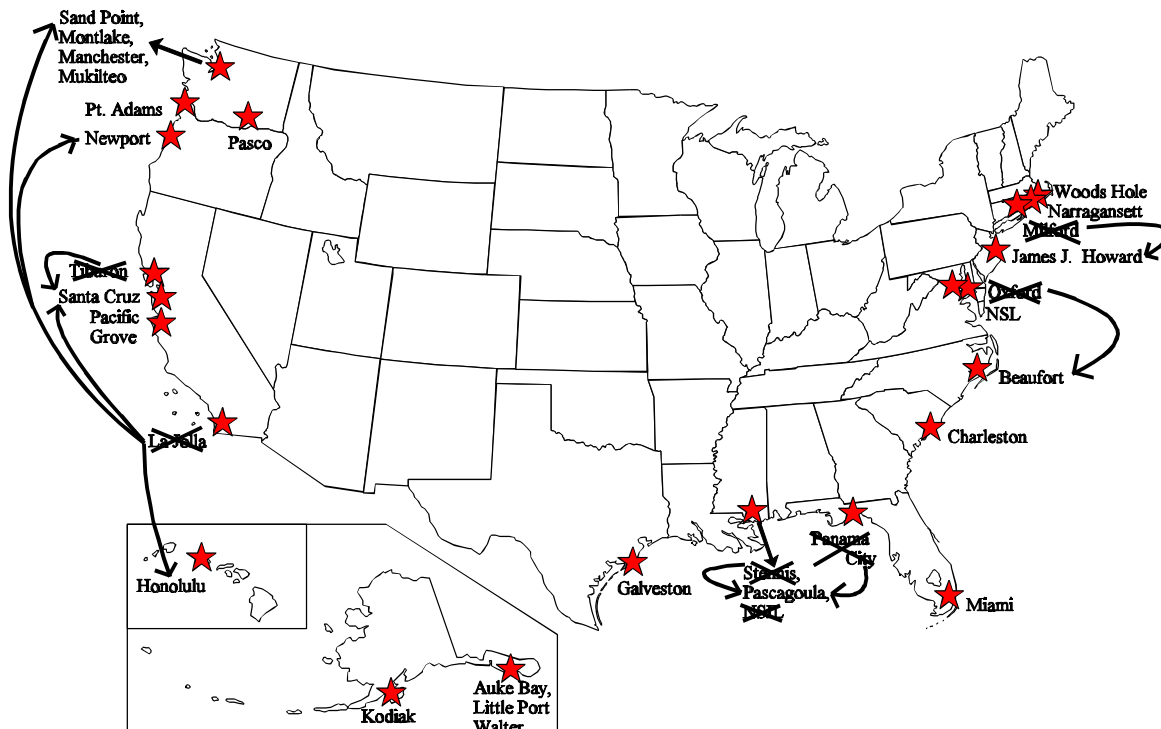 Sand Point,
Montlake,
Manchester,
Mukilteo
Pt. Adams
Newport
Pasco
Tiburon
Santa Cruz
Pacific
Grove
La Jolla
Honolulu
Kodiak
Auke Bay,
Little Port
Walter
Galveston
Stennis,
Pascagoula,
NSIL
Panama
City
Miami
Charleston
Beaufort
Oxford
NSL
James J. Howard
Milford
Narragansett
Woods Hole